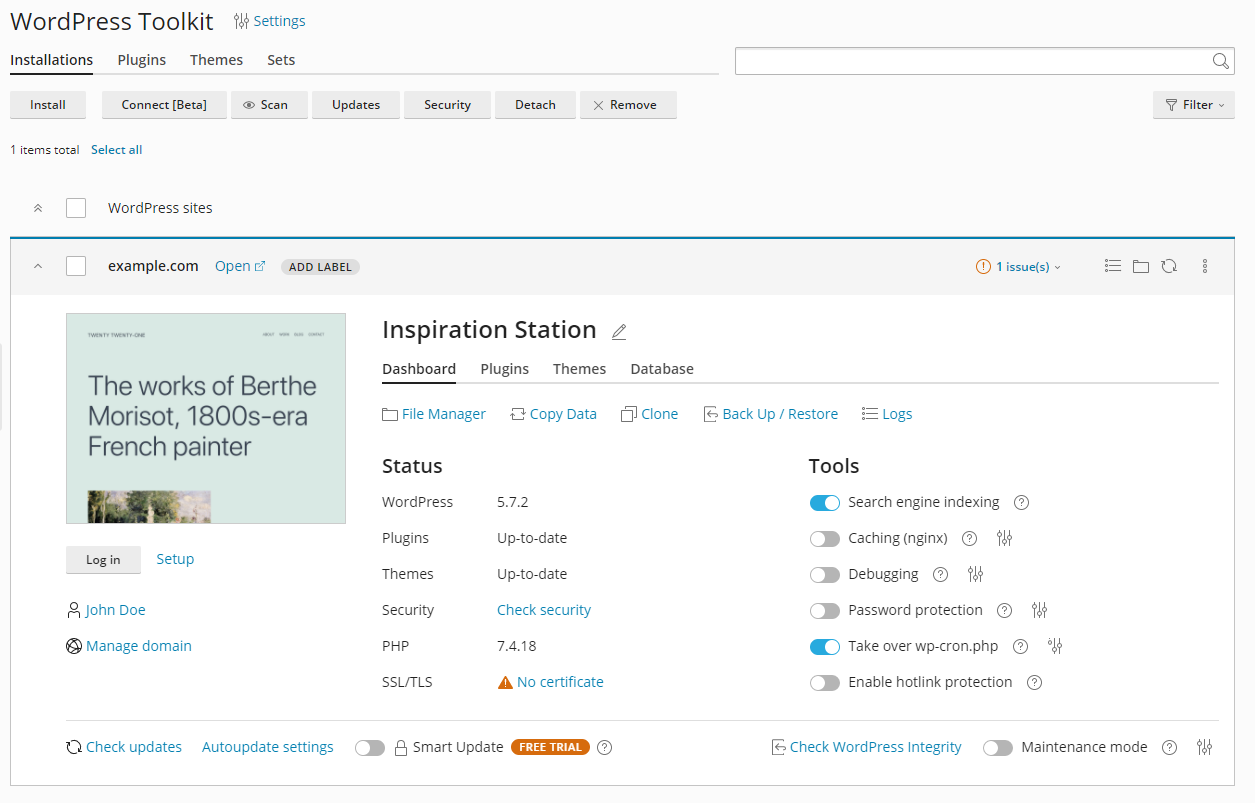 WordPress Toolkit Settings
Installations Plugins Themes Sets
Install Connect [Beta] Scan Updates Security Detach Remove Filter
1 items total Select all
WordPress sites
example.com Open ADD LABEL 1 issue(s)
TWENTY TWENTY-ONE ABOUT WORK BLOG CONTACT
The works of Berthe
Morisot, 1800s-era
French painter
Log in Setup
John Doe
Manage domain
Inspiration Station
Dashboard Plugins Themes Database
File Manager Copy Data Clone Back Up / Restore Logs
Status
WordPress 5.7.2
Plugins Up-to-date
Themes Up-to-date
Security Check security
PHP 7.4.18
SSL/TLS No certificate
Tools
Search engine indexing ?
Caching (nginx) ?
Debugging ?
Password protection ?
Take over wp-cron.php ?
Enable hotlink protection ?
Check updates Autoupdate settings Smart Update FREE TRIAL ? Check WordPress Integrity Maintenance mode ?